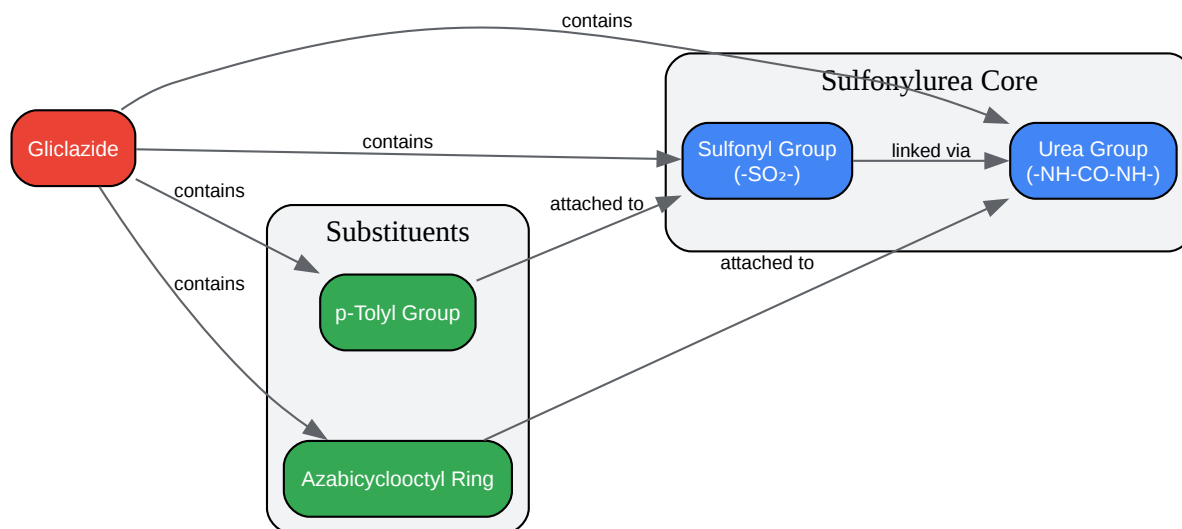 contains
Sulfonylurea Core
Gliclazide
contains
Sulfonyl Group
(-SO₂-)
linked via
Urea Group
(-NH-CO-NH-)
contains
attached to
Substituents
attached to
contains
p-Tolyl Group
Azabicyclooctyl Ring